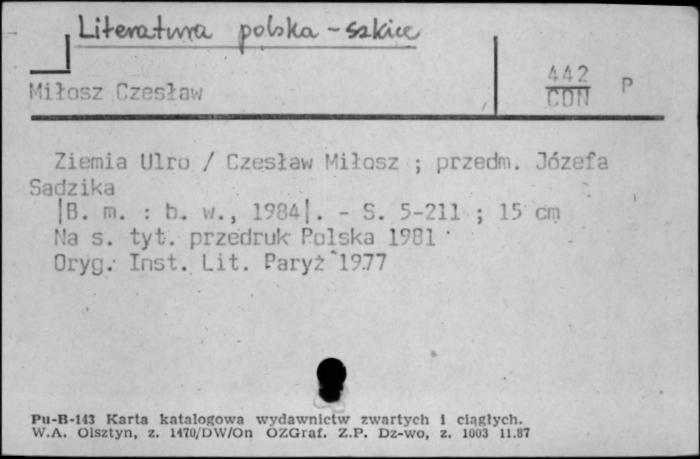 Literatura polska - szkice
Miłosz Czesław
442
CDN
P
Ziemia Ulro / Czesław Miłosz ; przedm. Józefa
Sadzika
|B. m. : b. w., 1984|. - S. 5-211 ; 15 cm
Na s. tyt. przedruk Polska 1981
Oryg.: Inst. Lit. Paryż 1977
Pu-B-143 Karta katalogowa wydawnictw zwartych i ciągłych.
W.A. Olsztyn, z. 1470/DW/On OZGraf. Z.P. Dz-wo, z. 1003 11.87